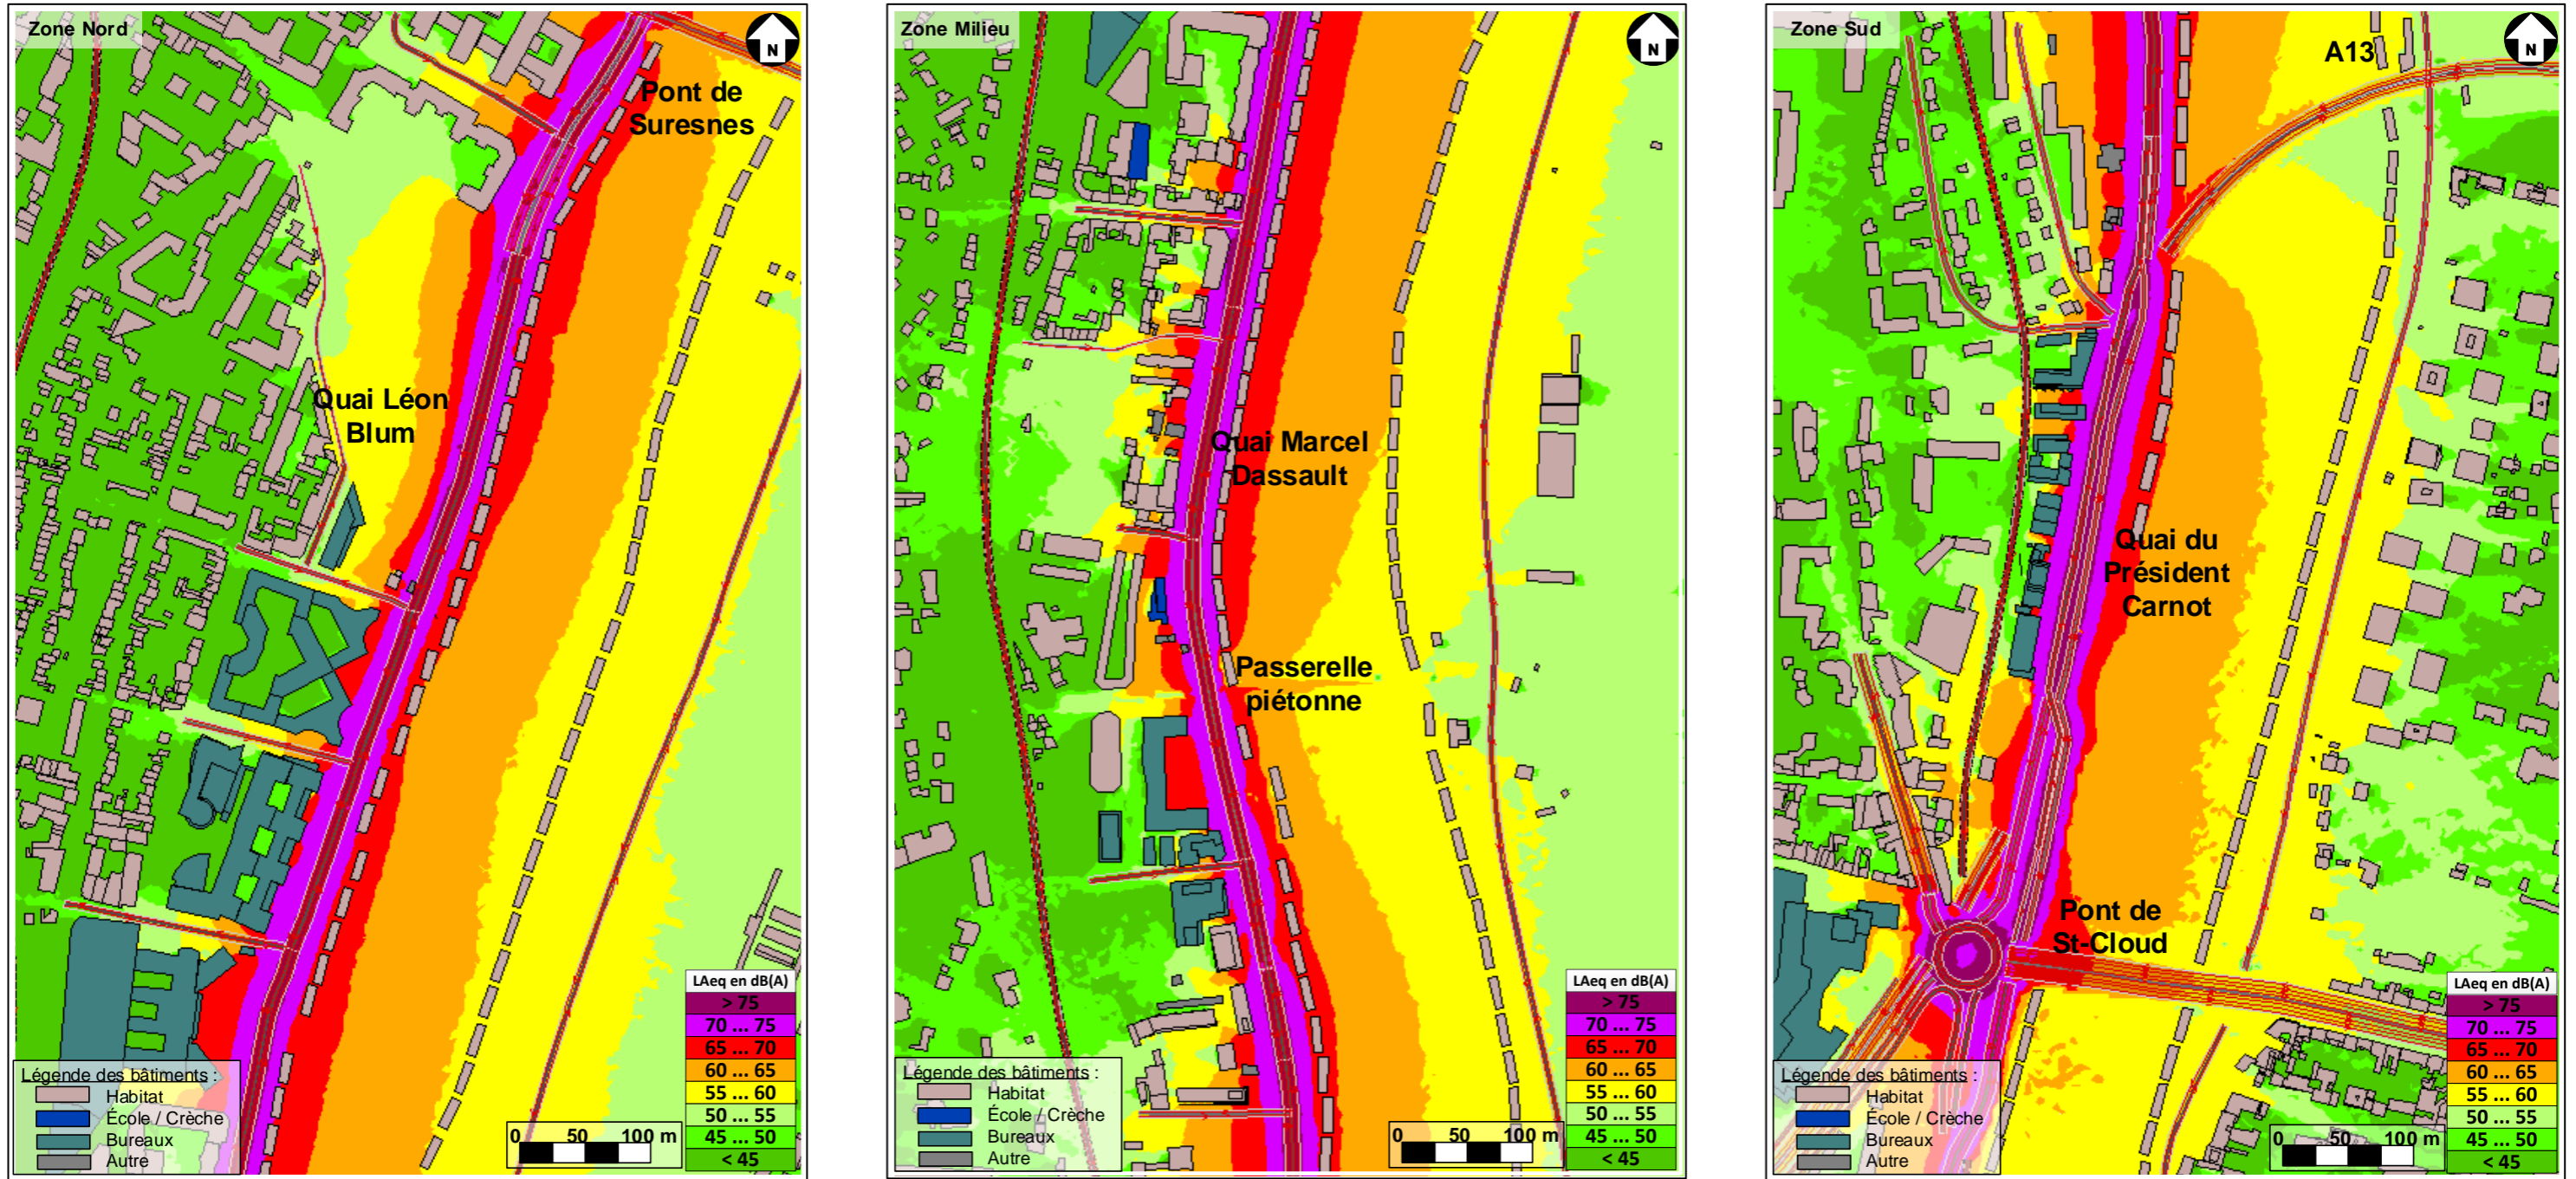 Zone Nord
N
Pont de
Suresnes
Quai Léon
Blum
LAeq en dB(A)
> 75
70 ... 75
65 ... 70
60 ... 65
55 ... 60
50 ... 55
45 ... 50
< 45
Légende des bâtiments :
Habitat
École / Crèche
Bureaux
Autre
0 50 100 m
Zone Milieu
N
Quai Marcel
Dassault
Passerelle
piétonne
LAeq en dB(A)
> 75
70 ... 75
65 ... 70
60 ... 65
55 ... 60
50 ... 55
45 ... 50
< 45
Légende des bâtiments :
Habitat
École / Crèche
Bureaux
Autre
0 50 100 m
Zone Sud
A13
N
Quai du
Président
Carnot
Pont de
St-Cloud
LAeq en dB(A)
> 75
70 ... 75
65 ... 70
60 ... 65
55 ... 60
50 ... 55
45 ... 50
< 45
Légende des bâtiments :
Habitat
École / Crèche
Bureaux
Autre
0 50 100 m